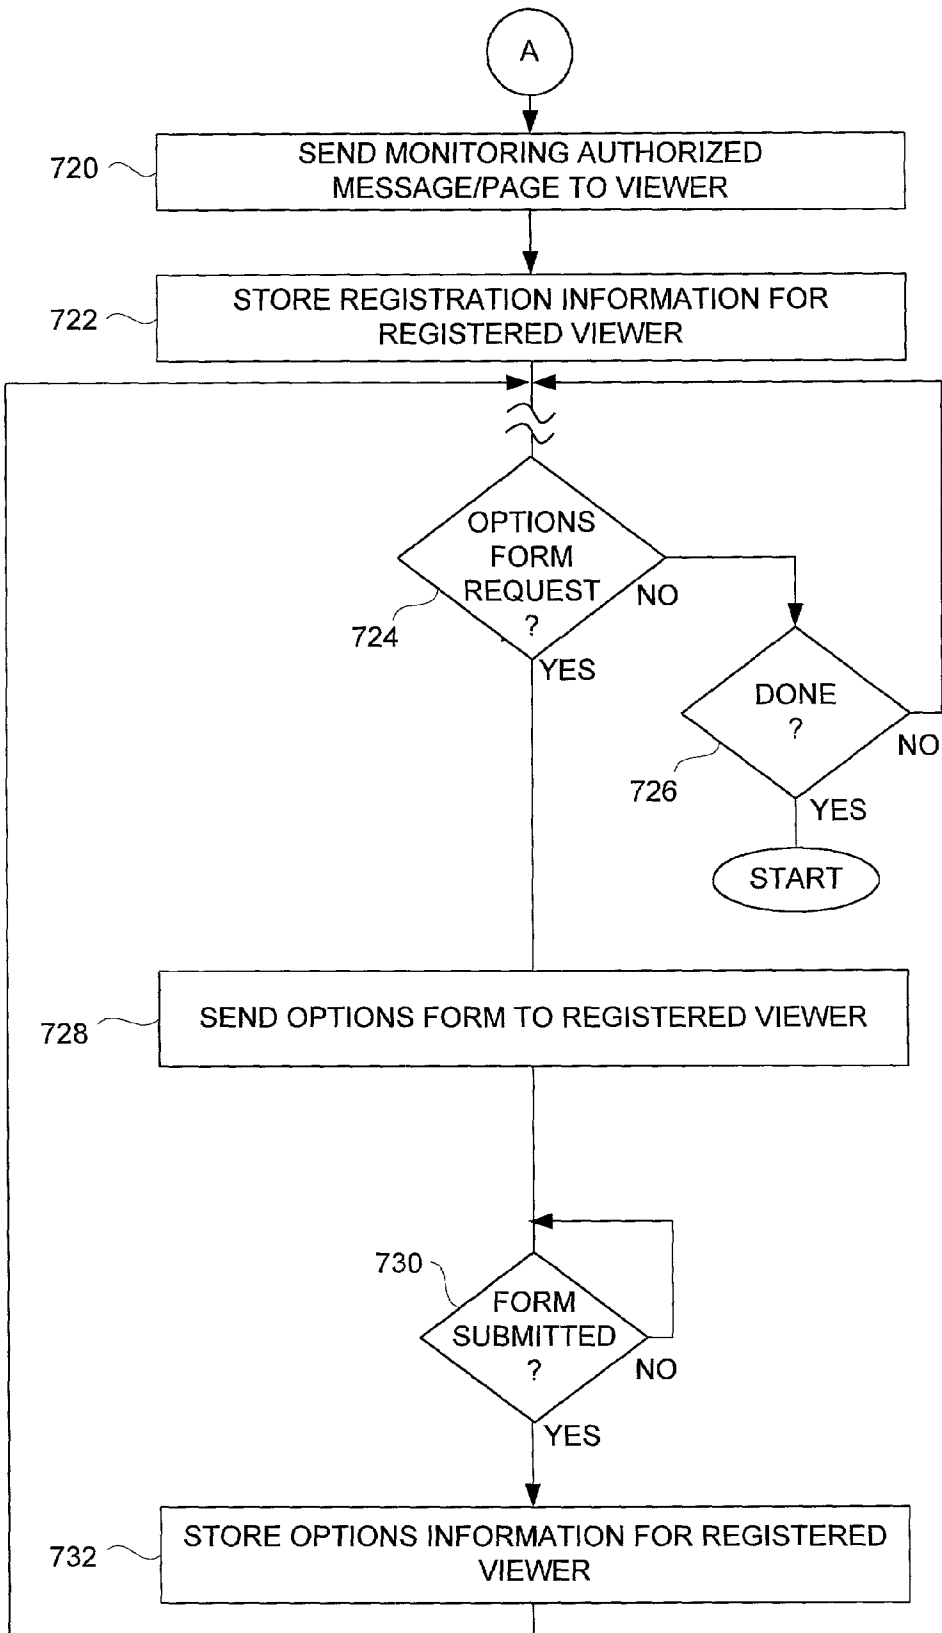 A
720
SEND MONITORING AUTHORIZED
MESSAGE/PAGE TO VIEWER
722
STORE REGISTRATION INFORMATION FOR
REGISTERED VIEWER
OPTIONS
FORM
REQUEST
?
724
NO
YES
DONE
?
726
NO
YES
START
728
SEND OPTIONS FORM TO REGISTERED VIEWER
730
FORM
SUBMITTED
?
NO
YES
732
STORE OPTIONS INFORMATION FOR REGISTERED
VIEWER